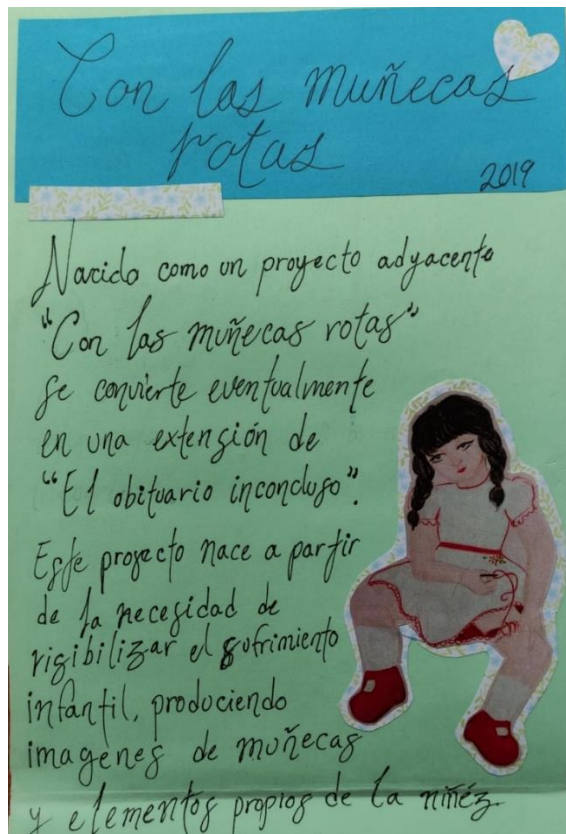 Con las muñecas
rotas
2019
Nacido como un proyecto adyacente
"Con las muñecas rotas"
se convierte eventualmente
en una extensión de
"El obituario inconcluso".
Este proyecto nace a partir
de la necesidad de
visibilizar el sufrimiento
infantil, produciendo
imagenes de muñecas
y elementos propios de la niñéz.